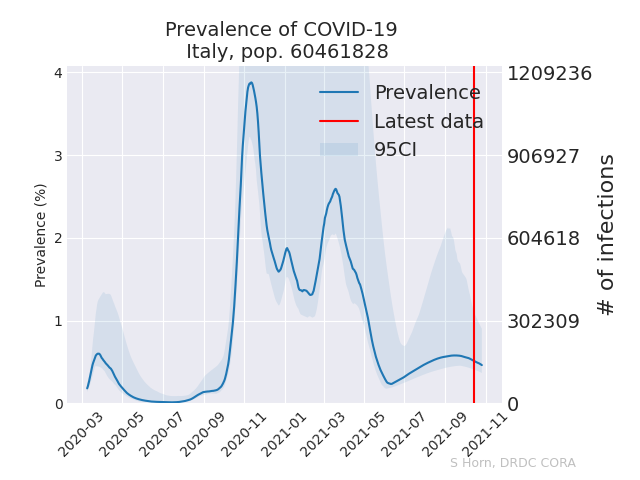 Prevalence of COVID-19
Italy, pop. 60461828
Prevalence
Latest data
95CI
4
3
2
1
0
Prevalence (%)
1209236
906927
604618
302309
0
# of infections
2020-03
2020-05
2020-07
2020-09
2020-11
2021-01
2021-03
2021-05
2021-07
2021-09
2021-11
S Horn, DRDC CORA